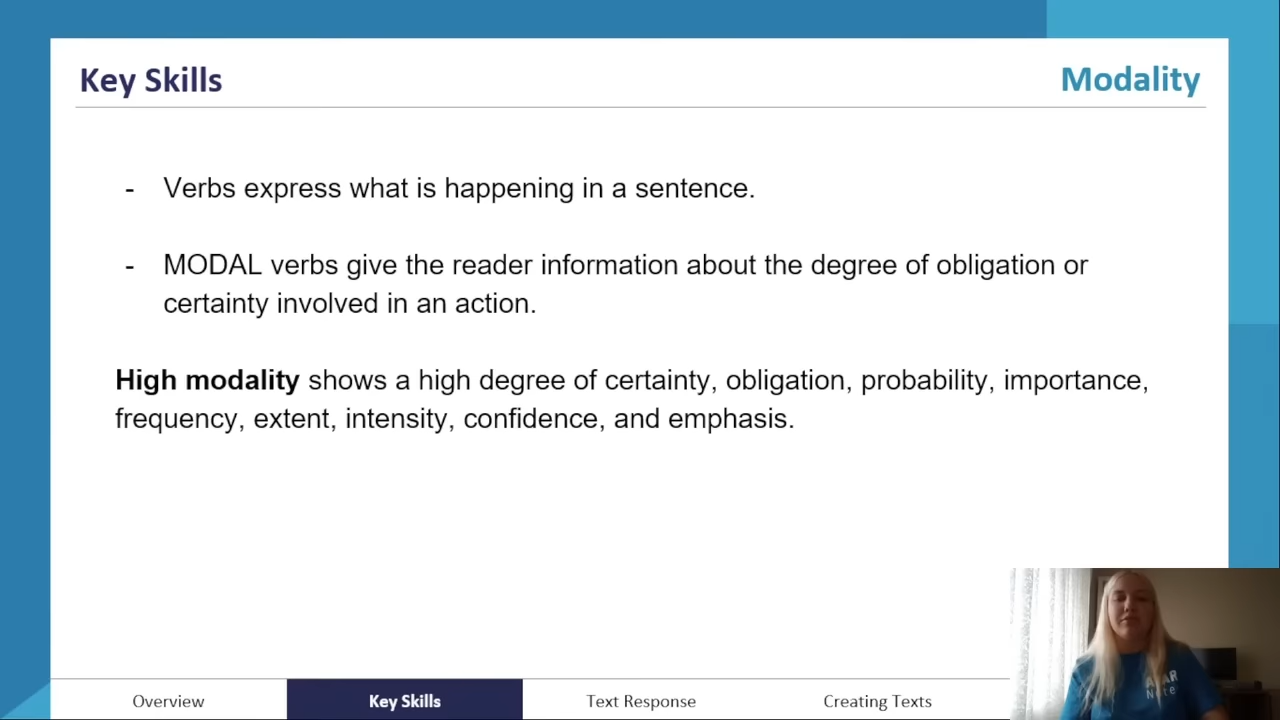 Key Skills
Modality
- Verbs express what is happening in a sentence.
- MODAL verbs give the reader information about the degree of obligation or
certainty involved in an action.
High modality shows a high degree of certainty, obligation, probability, importance,
frequency, extent, intensity, confidence, and emphasis.
Overview
Key Skills
Text Response
Creating Texts